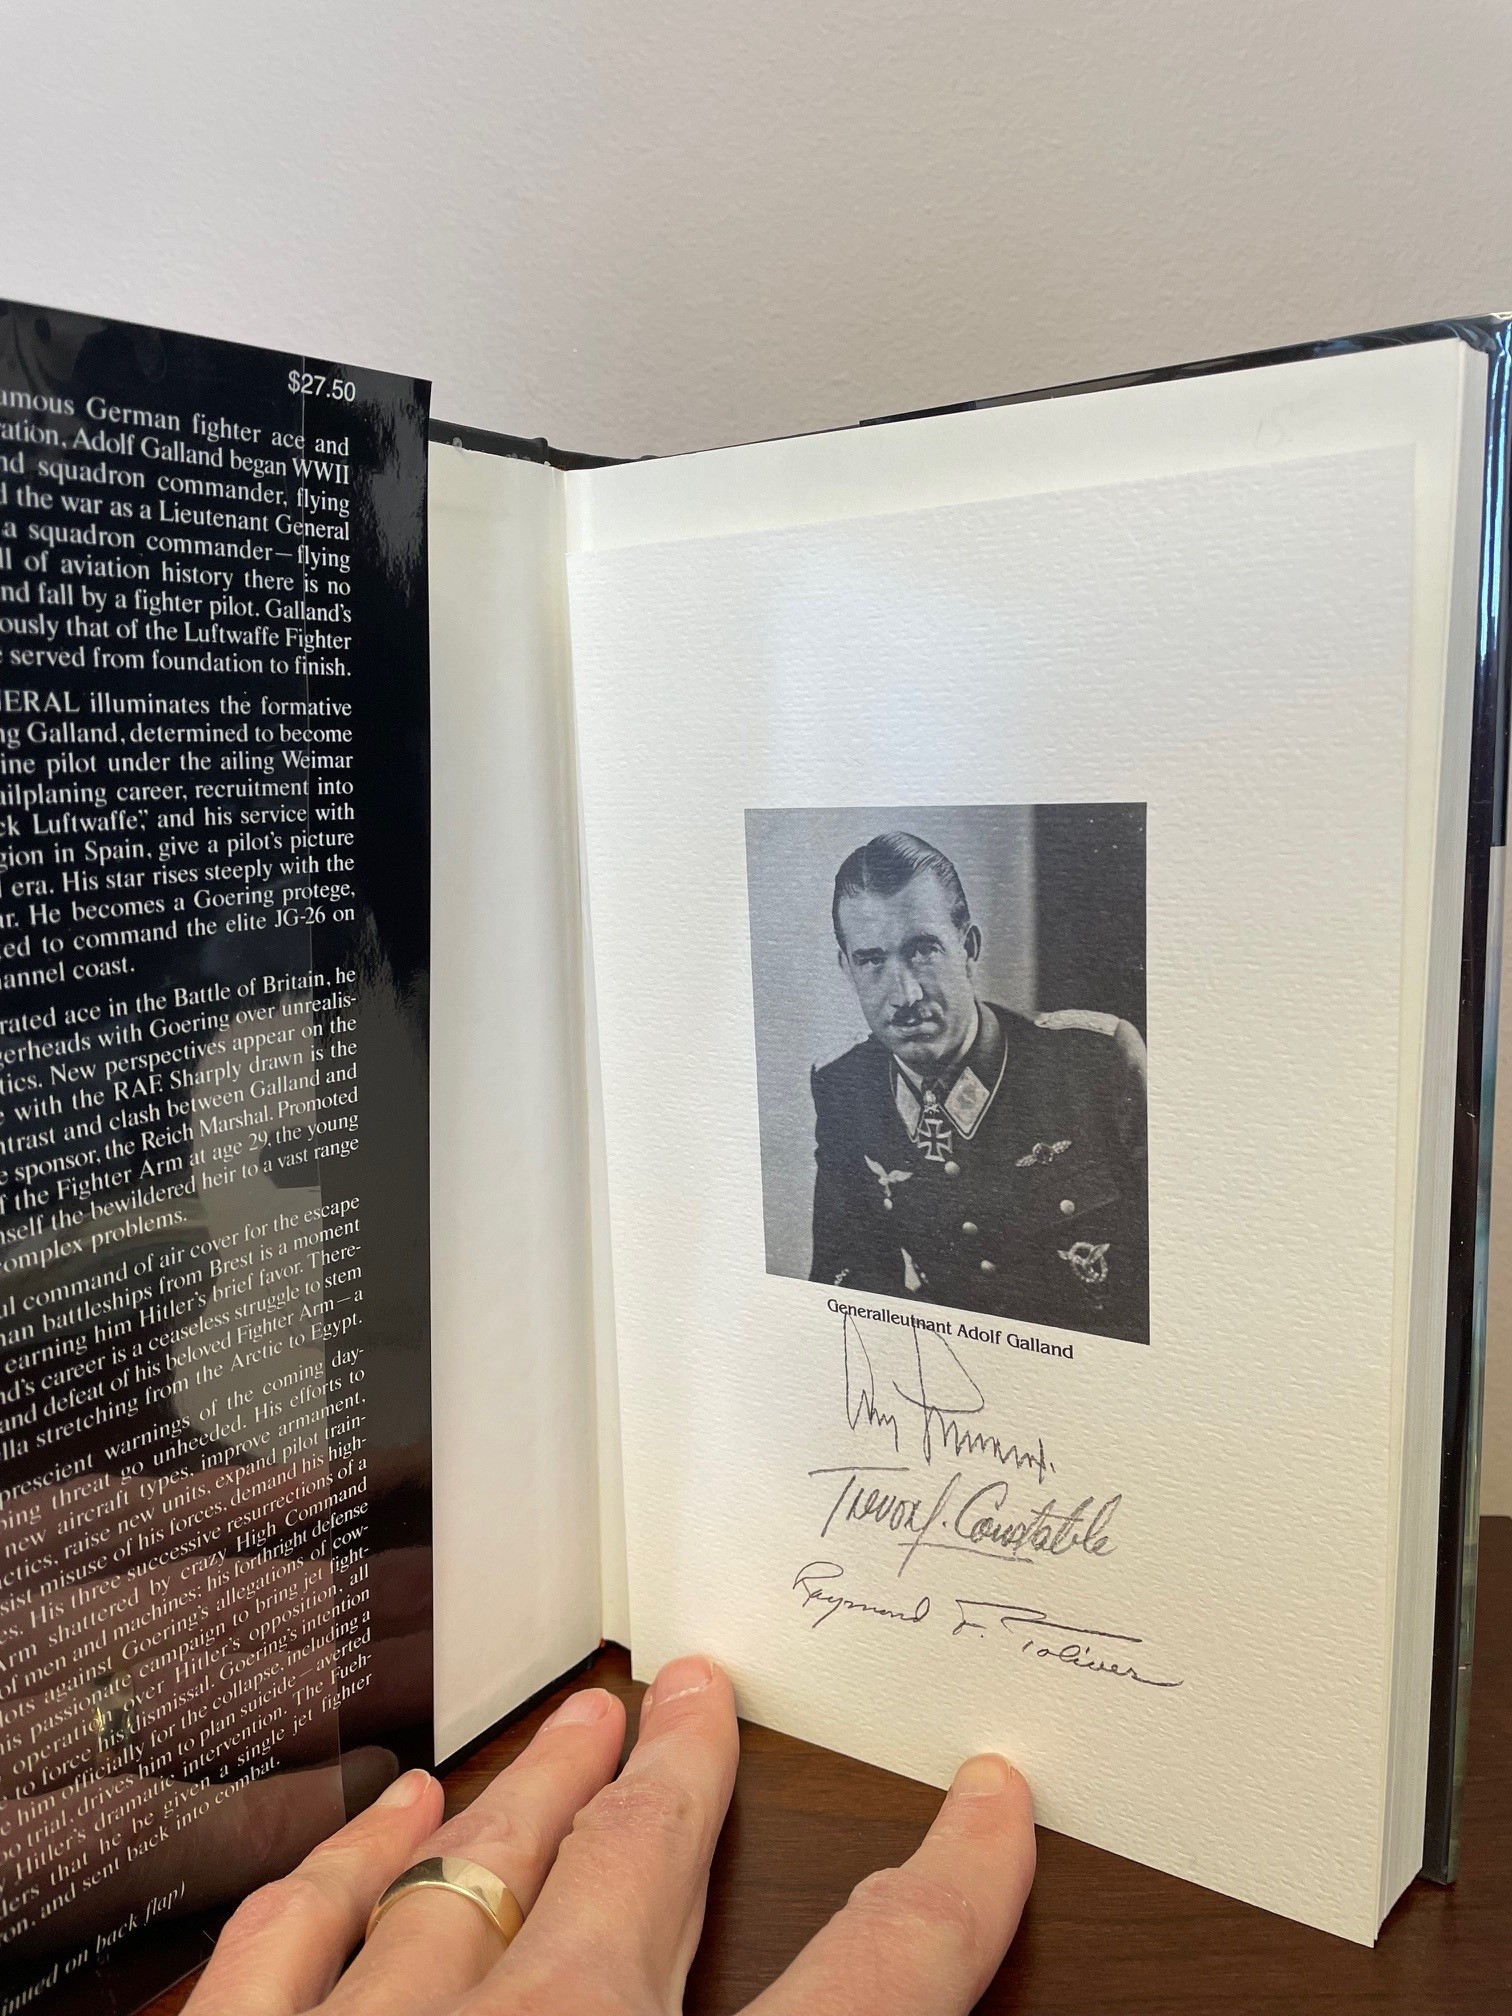 $27.50
amous German fighter ace and
ation, Adolf Galland began WWII
nd squadron commander, flying
d the war as a Lieutenant General
a squadron commander—flying
ll of aviation history there is no
nd fall by a fighter pilot. Galland's
ously that of the Luftwaffe Fighter
e served from foundation to finish.
ERAL illuminates the formative
ng Galland, determined to become
ine pilot under the ailing Weimar
ailplaning career, recruitment into
ck Luftwaffe", and his service with
gion in Spain, give a pilot's picture
l era. His star rises steeply with the
ar. He becomes a Goering protege,
ted to command the elite JG-26 on
hannel coast.
rated ace in the Battle of Britain, he
gerheads with Goering over unrealis-
tics. New perspectives appear on the
e with the RAF. Sharply drawn is the
ntrast and clash between Galland and
e sponsor, the Reich Marshal. Promoted
f the Fighter Arm at age 29, the young
mself the bewildered heir to a vast range
omplex problems.
ul command of air cover for the escape
man battleships from Brest is a moment
earning him Hitler's brief favor. There-
nd's career is a ceaseless struggle to stem
and defeat of his beloved Fighter Arm—a
lla stretching from the Arctic to Egypt.
prescient warnings of the coming day-
ping threat go unheeded. His efforts to
new aircraft types, improve armament,
actics, raise new units, expand pilot train-
sist misuse of his forces, demand his high-
es. His three successive resurrections of a
Arm shattered by crazy High Command
of men and machines; his forthright defense
lots against Goering's allegations of cow-
his passionate campaign to bring jet fight-
operation over Hitler's opposition, all
to force his dismissal. Goering's intention
e him officially for the collapse, including a
oo trial, drives him to plan suicide—averted
y Hitler's dramatic intervention. The Fueh-
ders that he be given a single jet fighter
on, and sent back into combat.
inued on back flap)
15.
Generalleutnant Adolf Galland
Trevor J. Constable
Raymond F. Toliver